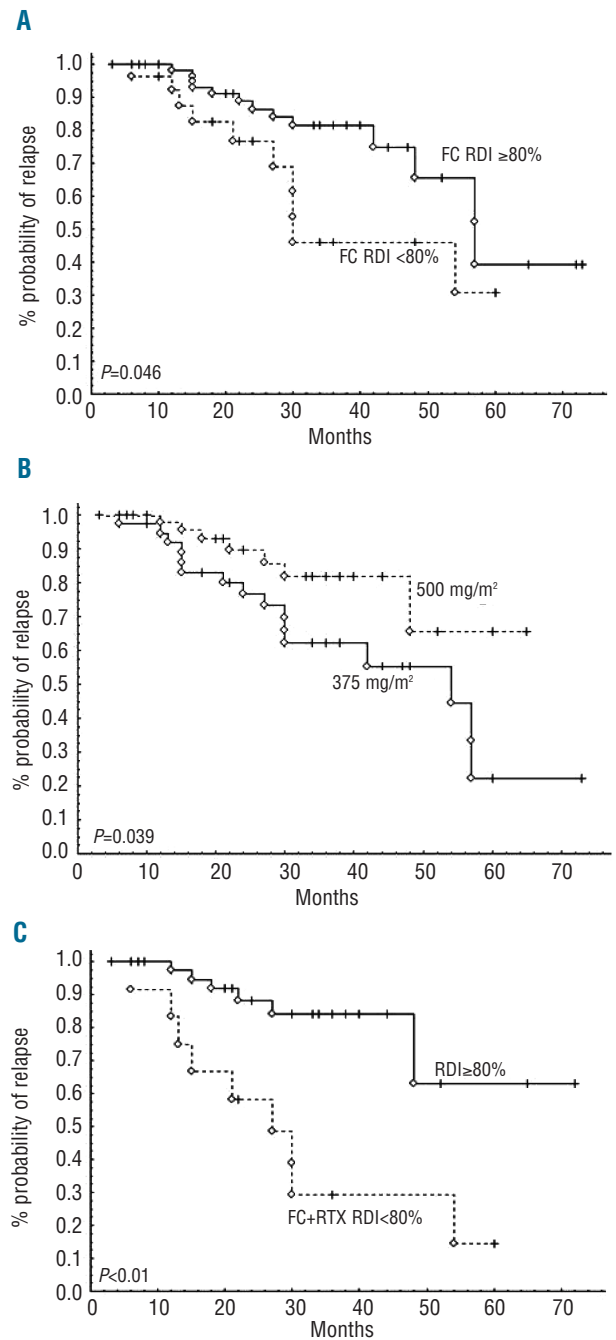 A
% probability of relapse
1.0
0.9
0.8
0.7
0.6
0.5
0.4
0.3
0.2
0.1
0.0
FC RDI ≥80%
FC RDI <80%
P=0.046
0 10 20 30 40 50 60 70
Months
B
% probability of relapse
1.0
0.9
0.8
0.7
0.6
0.5
0.4
0.3
0.2
0.1
0.0
500 mg/m²
375 mg/m²
P=0.039
0 10 20 30 40 50 60 70
Months
C
% probability of relapse
1.0
0.9
0.8
0.7
0.6
0.5
0.4
0.3
0.2
0.1
0.0
RDI≥80%
FC+RTX RDI<80%
P<0.01
0 10 20 30 40 50 60 70
Months